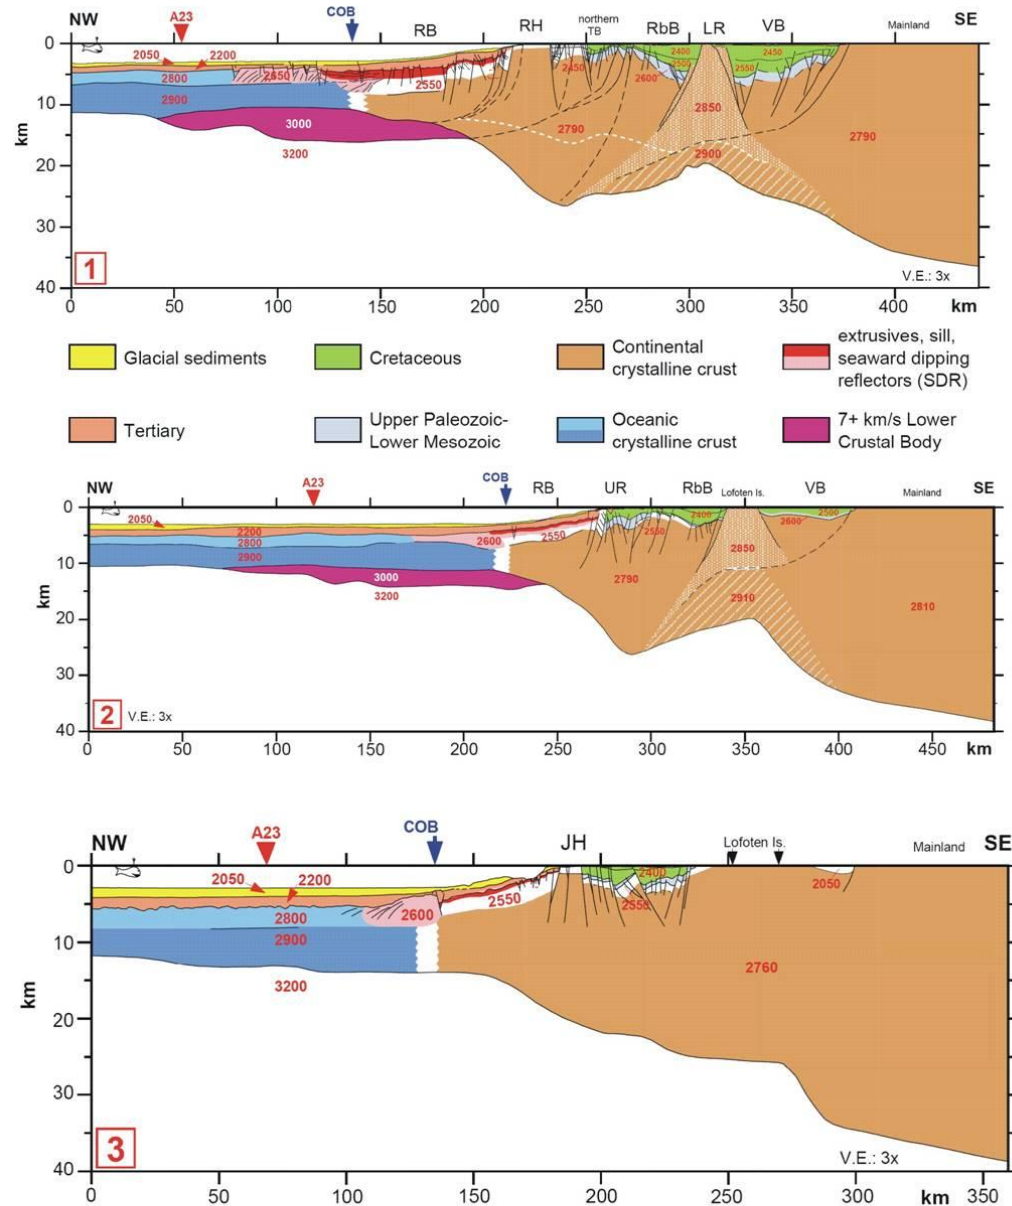 NW A23 COB RB RH northern TB RbB LR VB Mainland SE
0
2050 2200 2450 2400 2450
2500 2550
2800 2650 2550 2600
10
2900 2850
3000 2790 2790
km
3200 2900
20
30
1
V.E.: 3x
40
0 50 100 150 200 250 300 350 400 km
Glacial sediments
Cretaceous
Continental crystalline crust
extrusives, sill, seaward dipping reflectors (SDR)
Tertiary
Upper Paleozoic-Lower Mesozoic
Oceanic crystalline crust
7+ km/s Lower Crustal Body
NW A23 COB RB UR RbB Lofoten Is. VB Mainland SE
0
2050 2400 2500
2200 2600 2550 2550 2600
2800
2900 2850
10
3000 2790
km
3200 2910 2810
20
30
2 V.E.: 3x
40
0 50 100 150 200 250 300 350 400 450 km
NW A23 COB JH Lofoten Is. Mainland SE
0
2050 2200 2400 2050
2550 2550
2800 2600
2900
10
2760
3200
km
20
30
3
V.E.: 3x
40
0 50 100 150 200 250 300 km 350